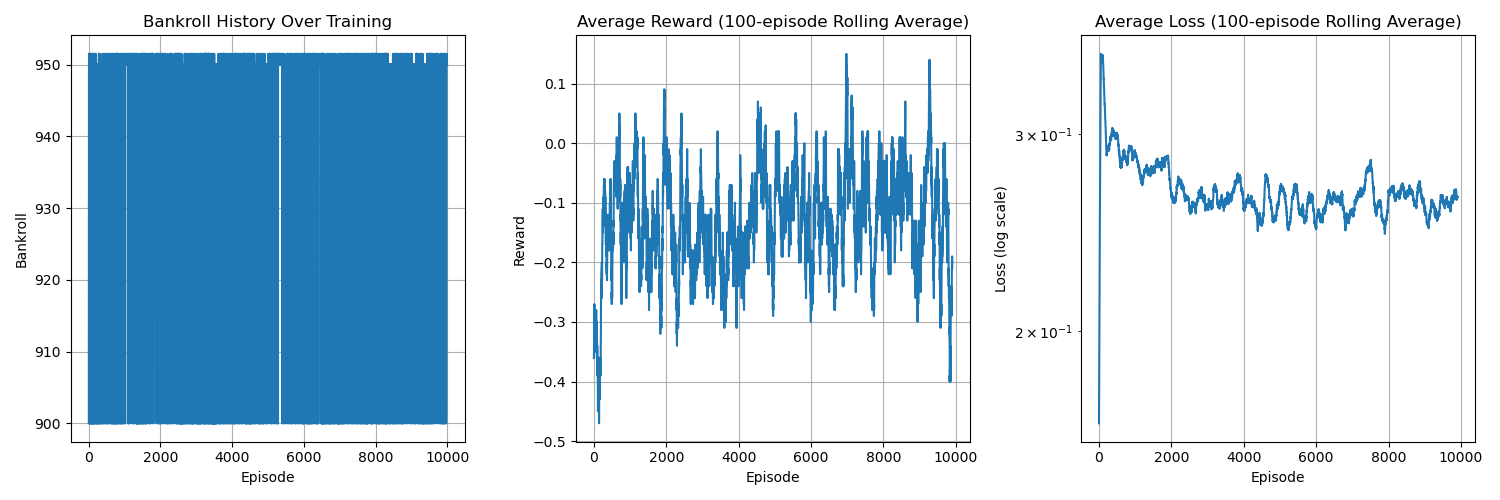 Bankroll History Over Training
950
940
930
920
910
900
Bankroll
0
2000
4000
6000
8000
10000
Episode
Average Reward (100-episode Rolling Average)
0.1
0.0
−0.1
−0.2
−0.3
−0.4
−0.5
Reward
0
2000
4000
6000
8000
10000
Episode
Average Loss (100-episode Rolling Average)
3 × 10⁻¹
2 × 10⁻¹
Loss (log scale)
0
2000
4000
6000
8000
10000
Episode